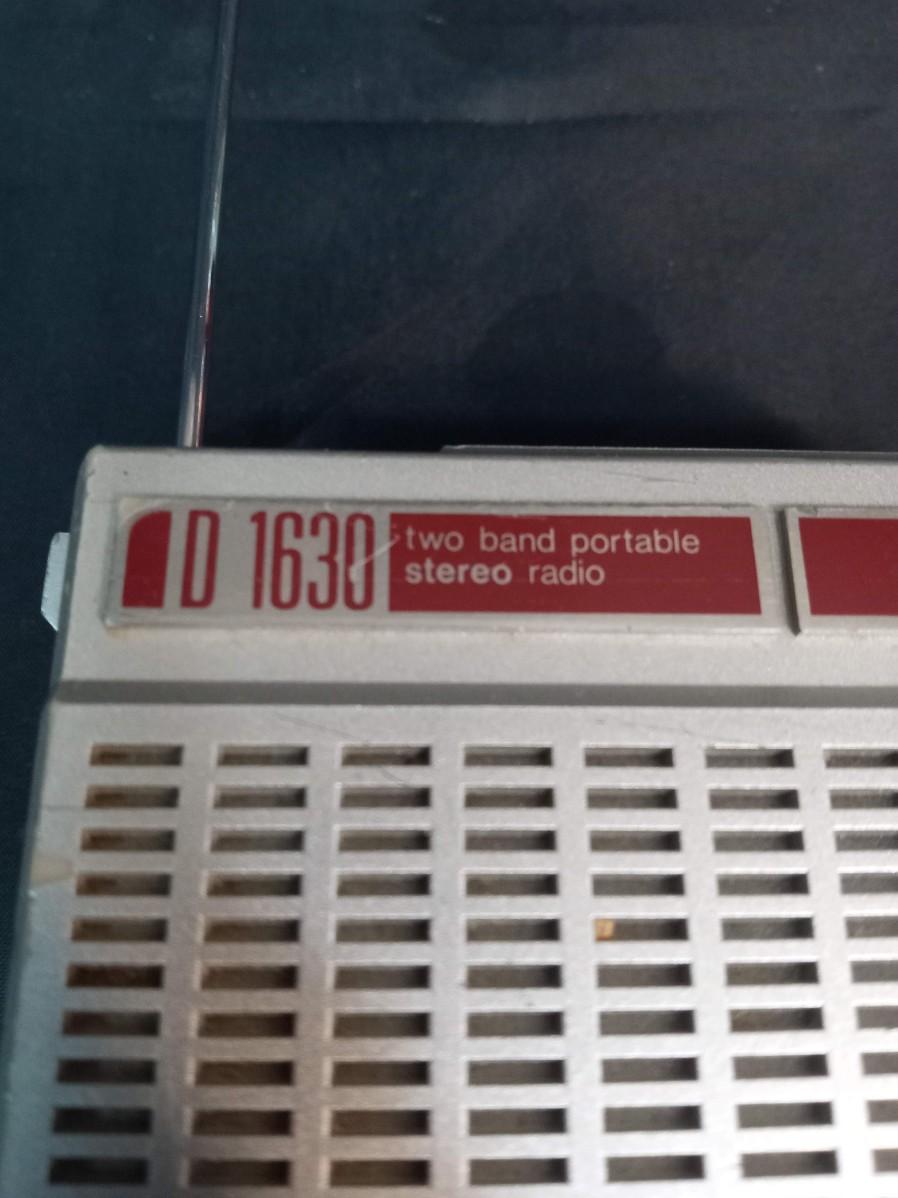 D 1630
two band portable
stereo radio